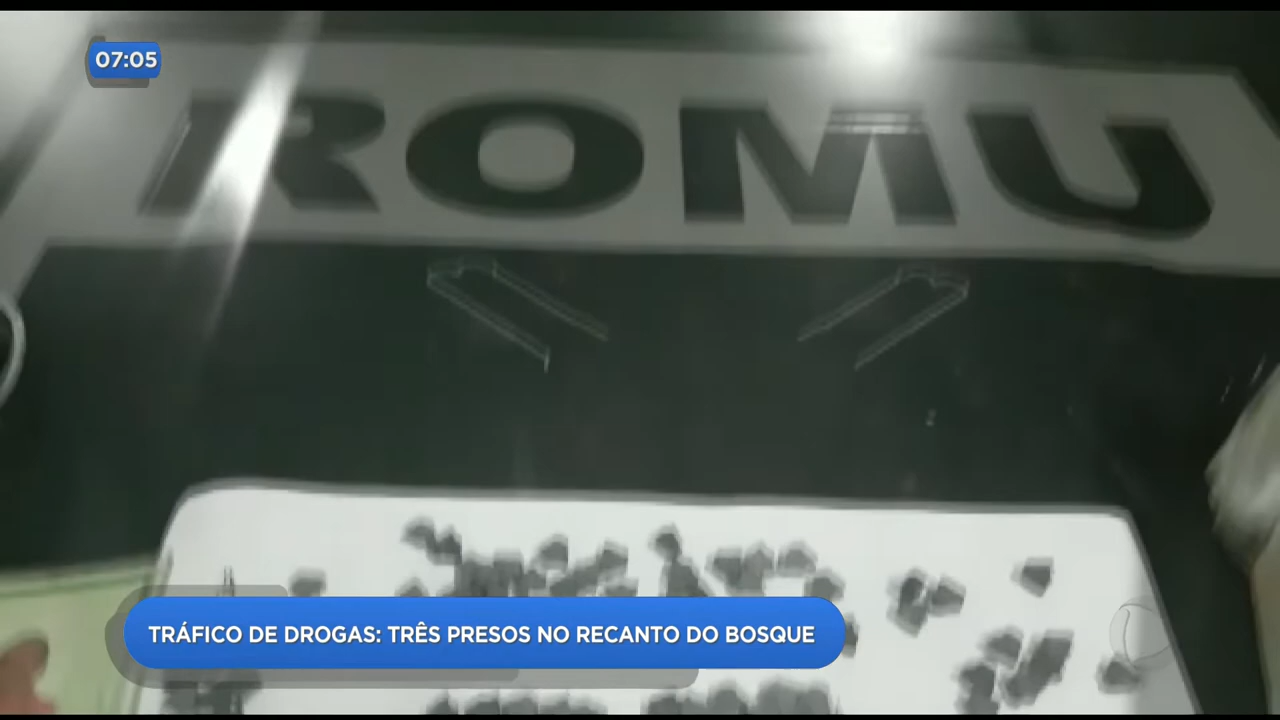 07:05
ROMU
TRÁFICO DE DROGAS: TRÊS PRESOS NO RECANTO DO BOSQUE